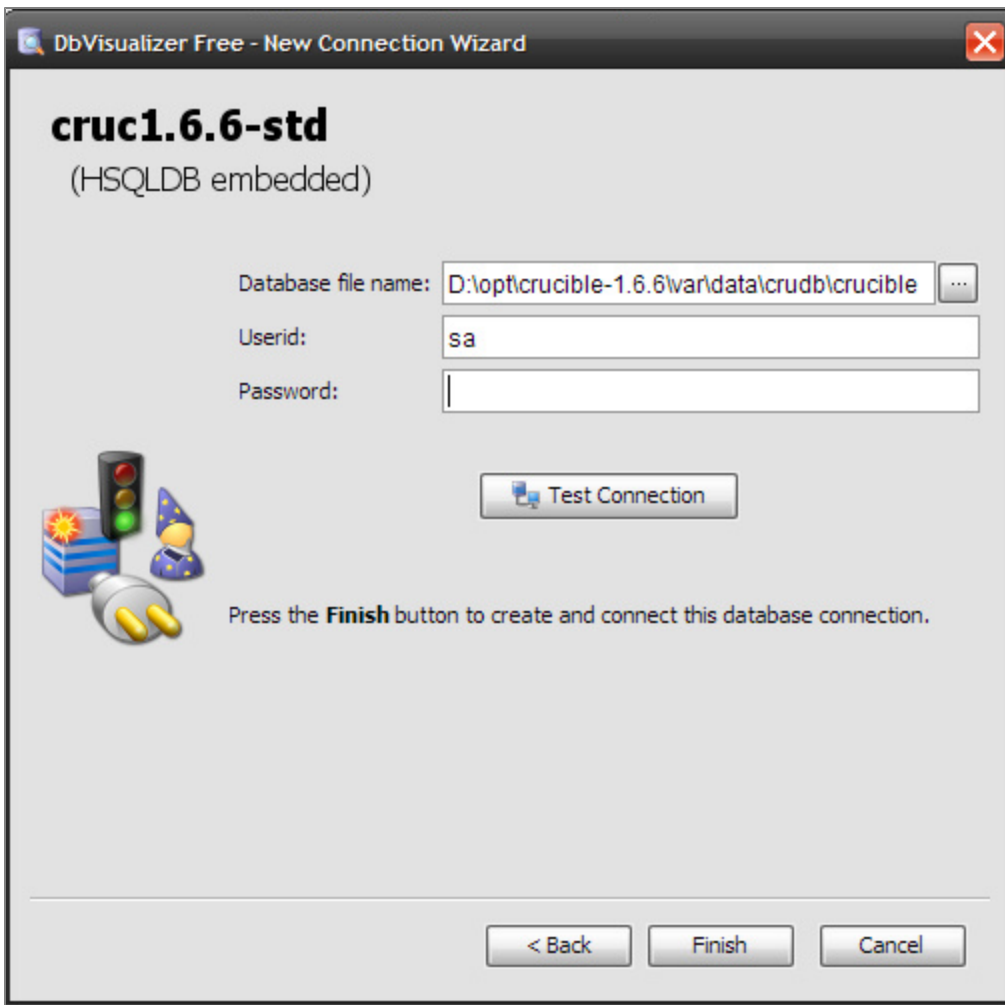 DbVisualizer Free - New Connection Wizard
cruc1.6.6-std
(HSQLDB embedded)
Database file name: D:\opt\crucible-1.6.6\var\data\crudb\crucible ...
Userid: sa
Password:
Test Connection
Press the Finish button to create and connect this database connection.
< Back Finish Cancel